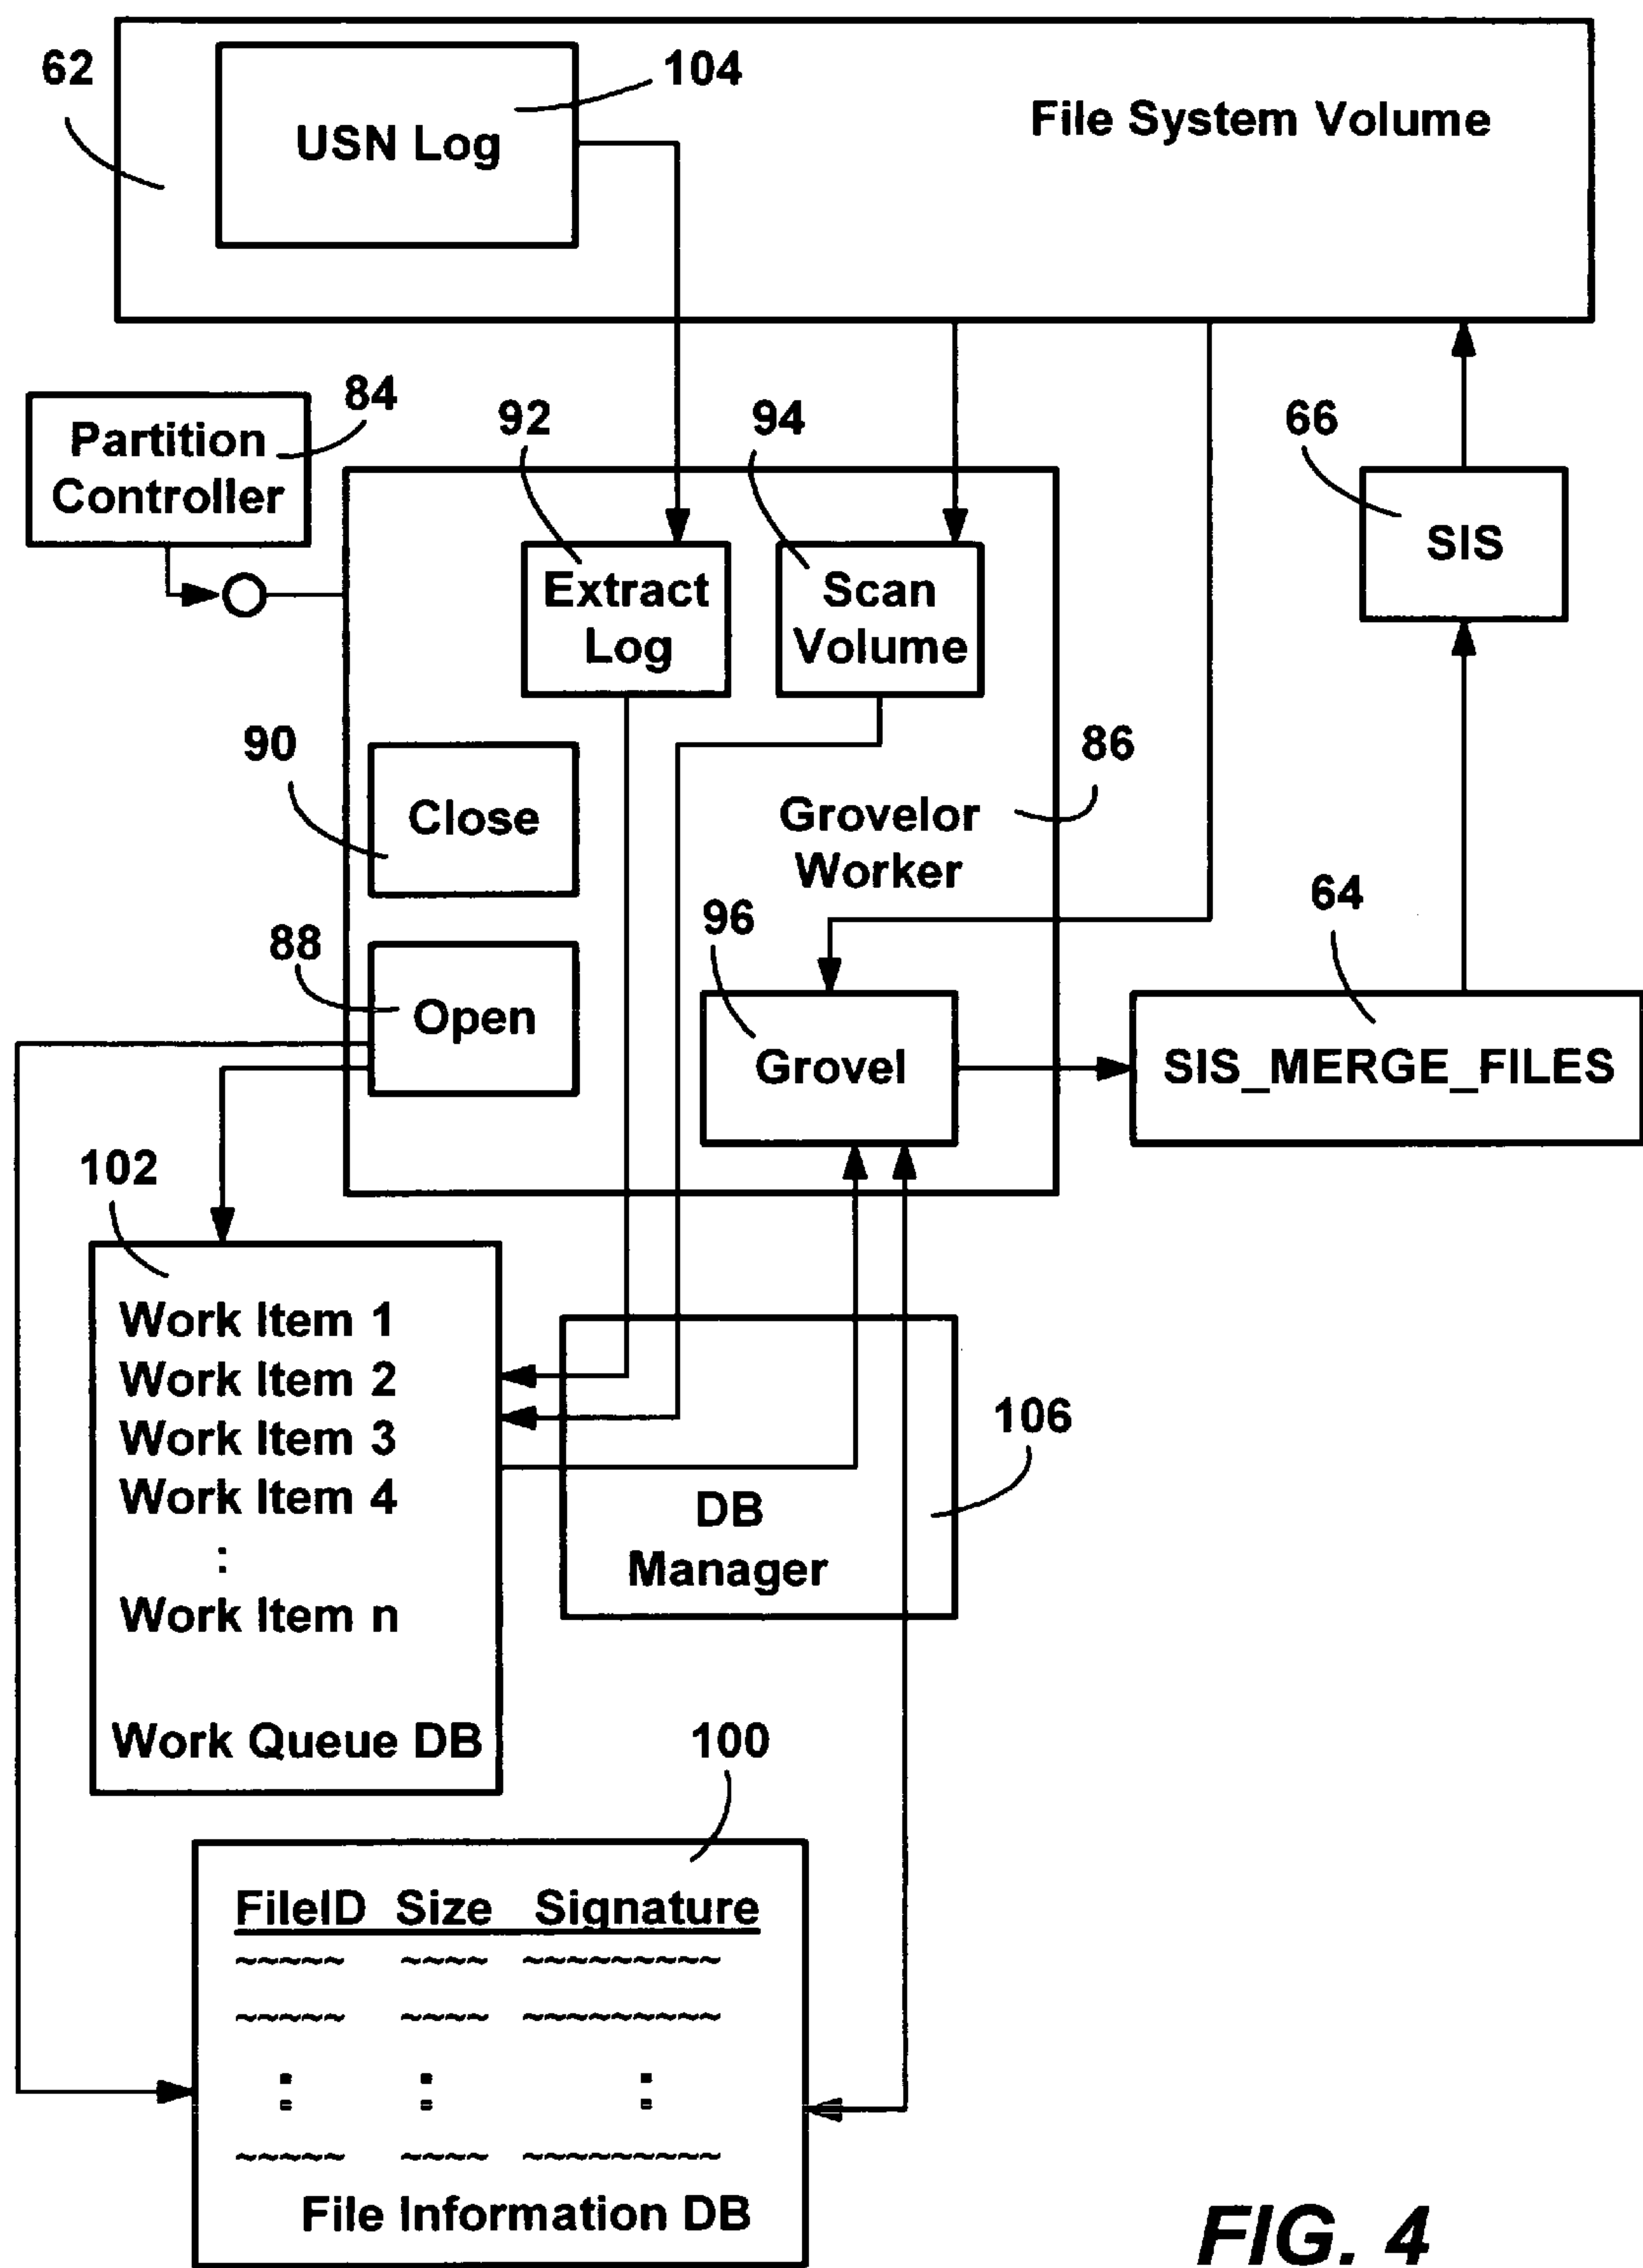 62
USN Log
104
File System Volume
84
Partition
Controller
92
Extract
Log
94
Scan
Volume
66
SIS
90
Close
86
Grovelor
Worker
88
Open
96
Grovel
64
SIS_MERGE_FILES
102
Work Item 1
Work Item 2
Work Item 3
Work Item 4
:
Work Item n
Work Queue DB
DB
Manager
106
100
FileID Size Signature
~~~~~ ~~~~ ~~~~~~~~~
~~~~~ ~~~~ ~~~~~~~~~
: : :
~~~~~ ~~~~ ~~~~~~~~~
File Information DB
FIG. 4